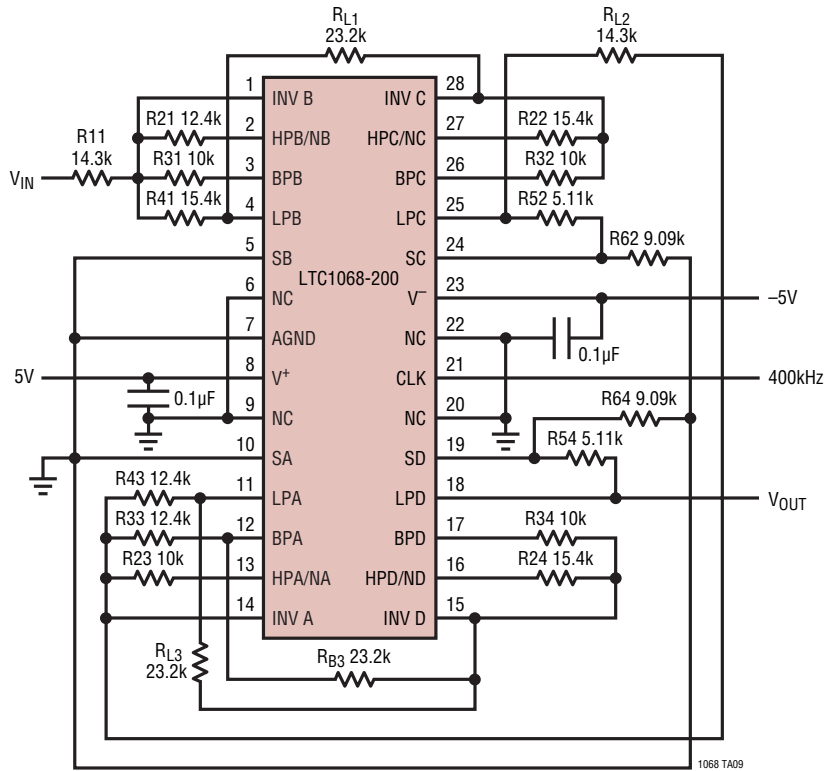 RL1
23.2k
RL2
14.3k
1 INV B INV C 28
R21 12.4k 2 HPB/NB HPC/NC 27 R22 15.4k
R11
14.3k
VIN
R31 10k 3 BPB BPC 26 R32 10k
R41 15.4k 4 LPB LPC 25 R52 5.11k
5 SB SC 24 R62 9.09k
LTC1068-200
6 NC V– 23 –5V
7 AGND NC 22
0.1µF
5V 8 V+ CLK 21 400kHz
0.1µF
9 NC NC 20 R64 9.09k
10 SA SD 19 R54 5.11k
R43 12.4k 11 LPA LPD 18 VOUT
R33 12.4k 12 BPA BPD 17 R34 10k
R23 10k 13 HPA/NA HPD/ND 16 R24 15.4k
14 INV A INV D 15
RL3
23.2k
RB3 23.2k
1068 TA09